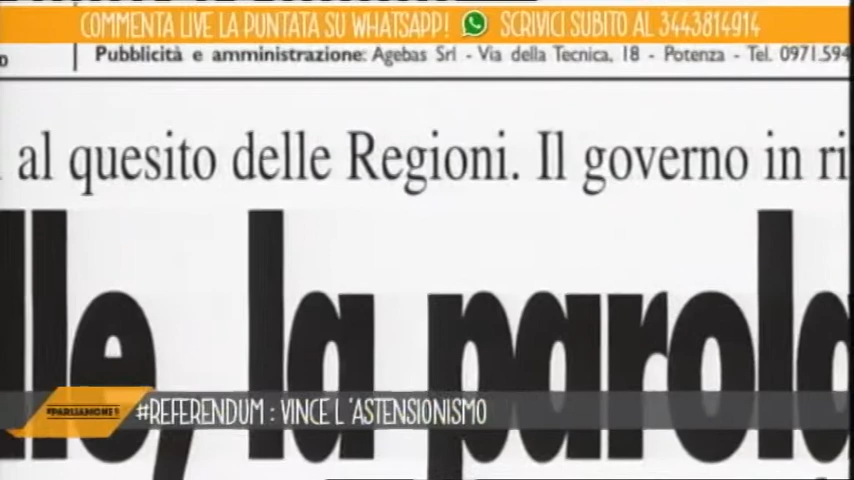 COMMENTA LIVE LA PUNTATA SU WHATSAPP! SCRIVICI SUBITO AL 3443814914
Pubblicità e amministrazione: Agebas Srl - Via della Tecnica, 18 - Potenza - Tel. 0971.594
al quesito delle Regioni. Il governo in ri
lle, la parola
#PARLIAMONE!
#REFERENDUM : VINCE L 'ASTENSIONISMO